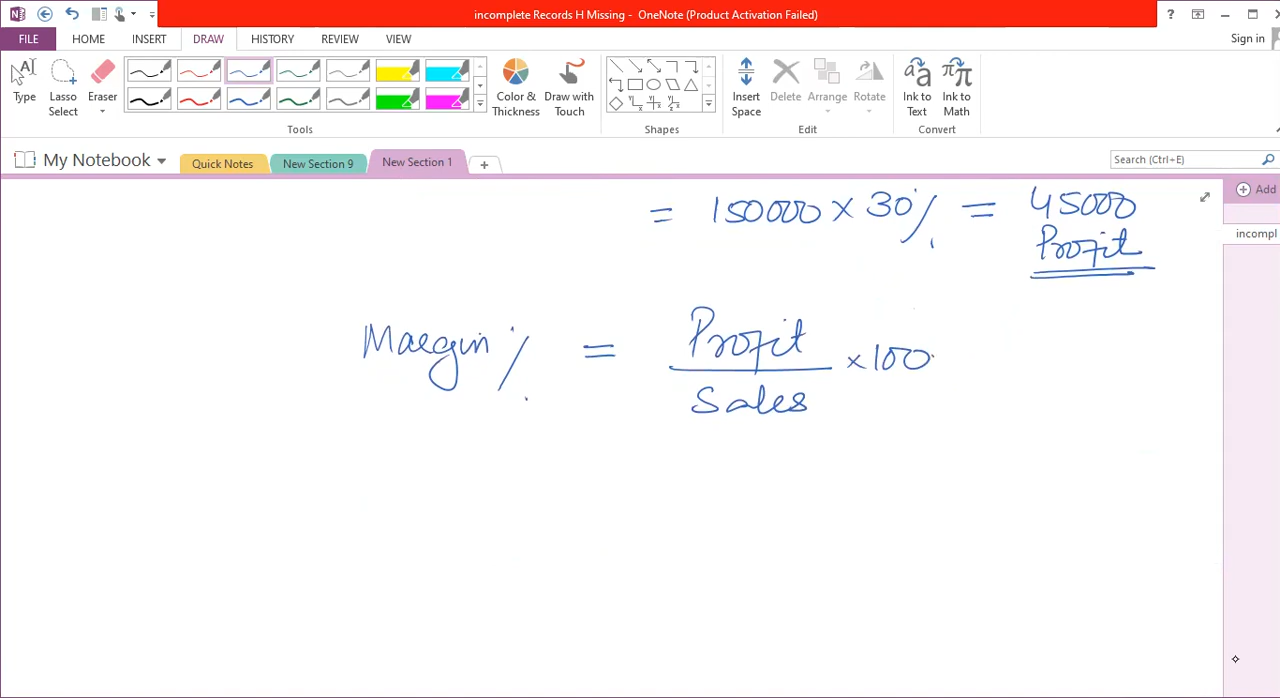 incomplete Records H Missing - OneNote (Product Activation Failed)
FILE HOME INSERT DRAW HISTORY REVIEW VIEW Sign in
Type Lasso Select Eraser Color & Thickness Draw with Touch Insert Space Delete Arrange Rotate Ink to Text Ink to Math
Tools Shapes Edit Convert
My Notebook Quick Notes New Section 9 New Section 1 + Search (Ctrl+E)
Add
incompl
= 150000 × 30% = 45000
Profit
Margin % = Profit / Sales × 100